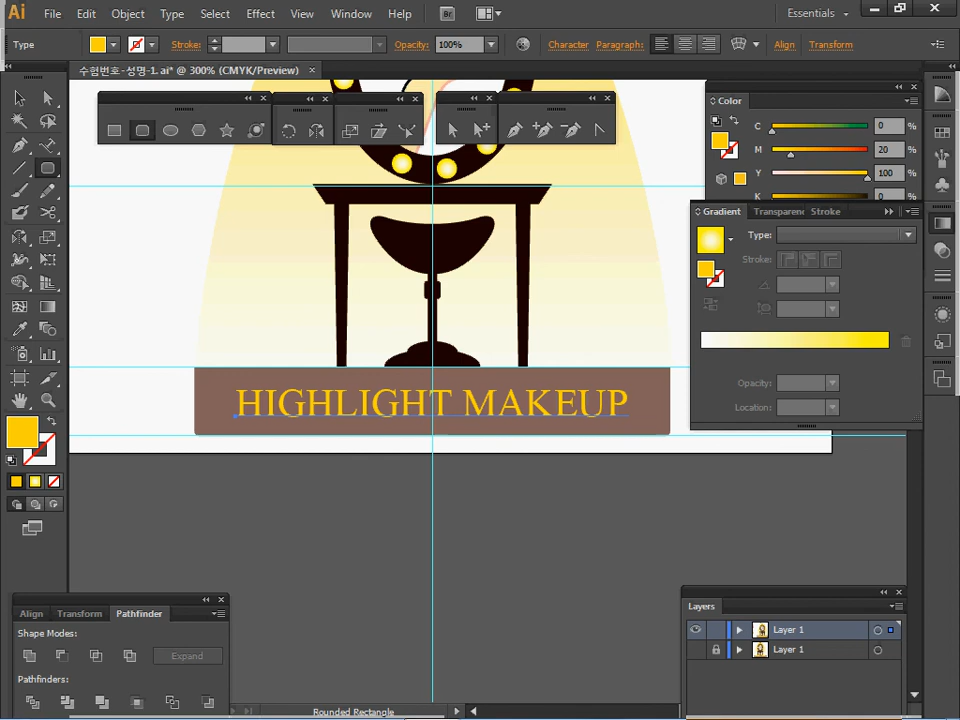 Ai File Edit Object Type Select Effect View Window Help Br Essentials
Type Stroke: Opacity: 100% Character Paragraph: Align Transform
수험번호-성명-1.ai* @ 300% (CMYK/Preview)
Color
C 0 %
M 20 %
Y 100 %
K 0 %
Gradient Transparenc Stroke
Type:
Stroke:
Opacity:
Location:
HIGHLIGHT MAKEUP
Align Transform Pathfinder
Shape Modes:
Expand
Pathfinders:
Layers
Layer 1
Layer 1
Rounded Rectangle